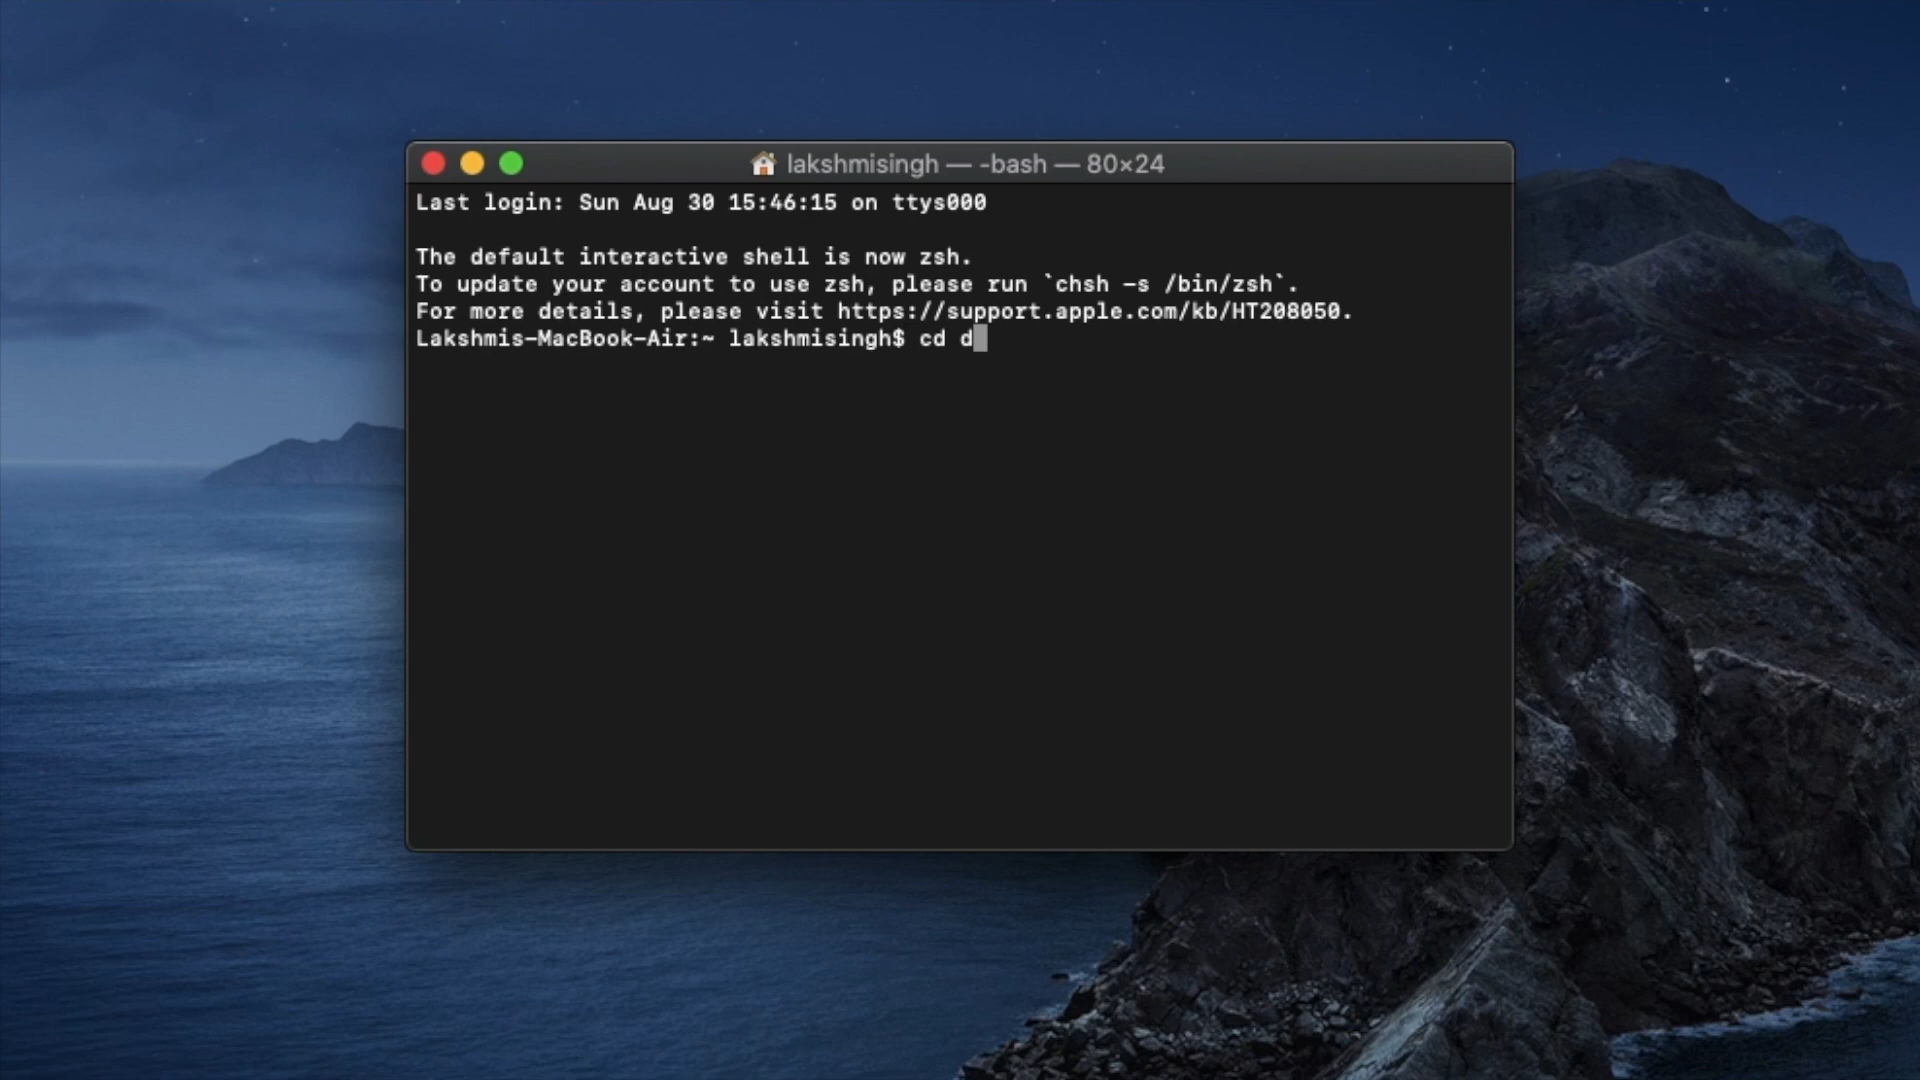 lakshmisingh — -bash — 80×24
Last login: Sun Aug 30 15:46:15 on ttys000
The default interactive shell is now zsh.
To update your account to use zsh, please run `chsh -s /bin/zsh`.
For more details, please visit https://support.apple.com/kb/HT208050.
Lakshmis-MacBook-Air:~ lakshmisingh$ cd d